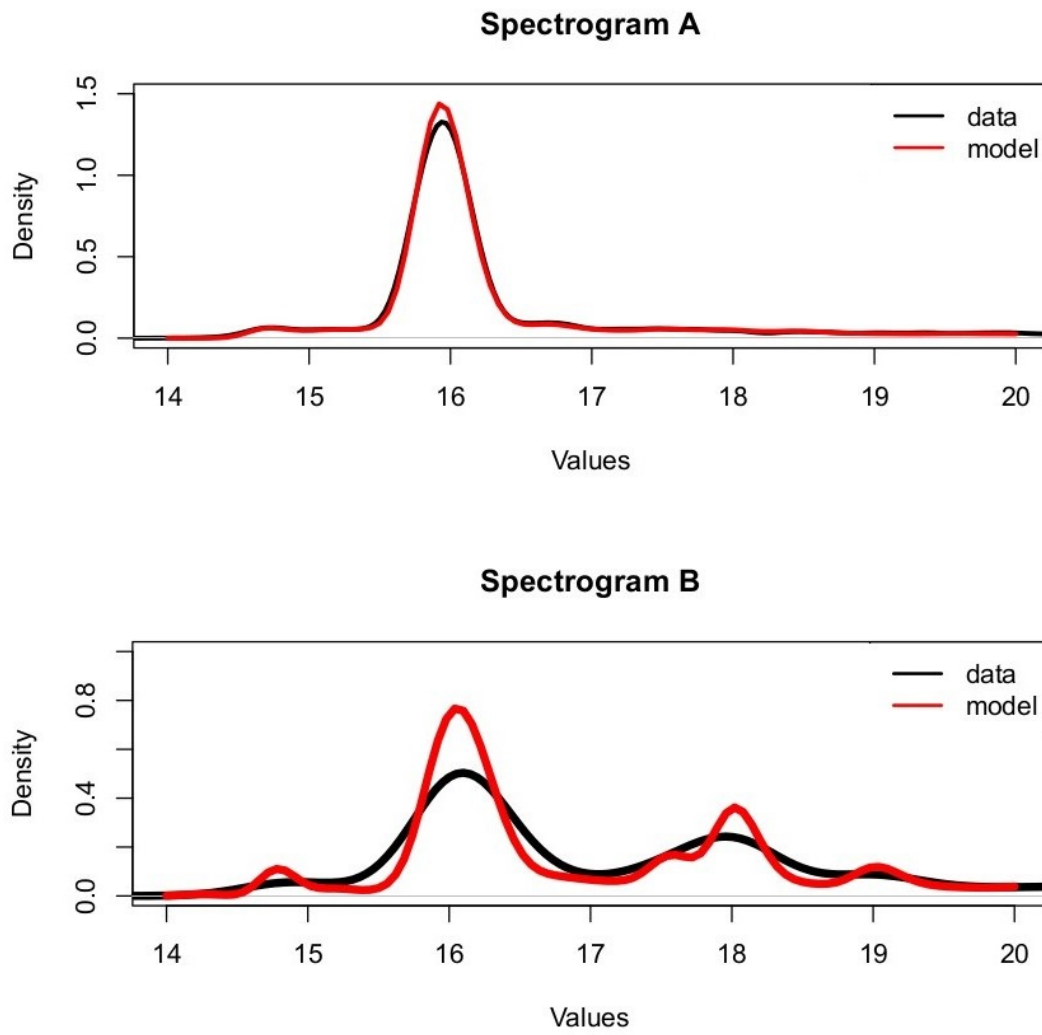 Spectrogram A
1.5
1.0
0.5
0.0
Density
data
model
14 15 16 17 18 19 20
Values
Spectrogram B
0.8
0.4
0.0
Density
data
model
14 15 16 17 18 19 20
Values